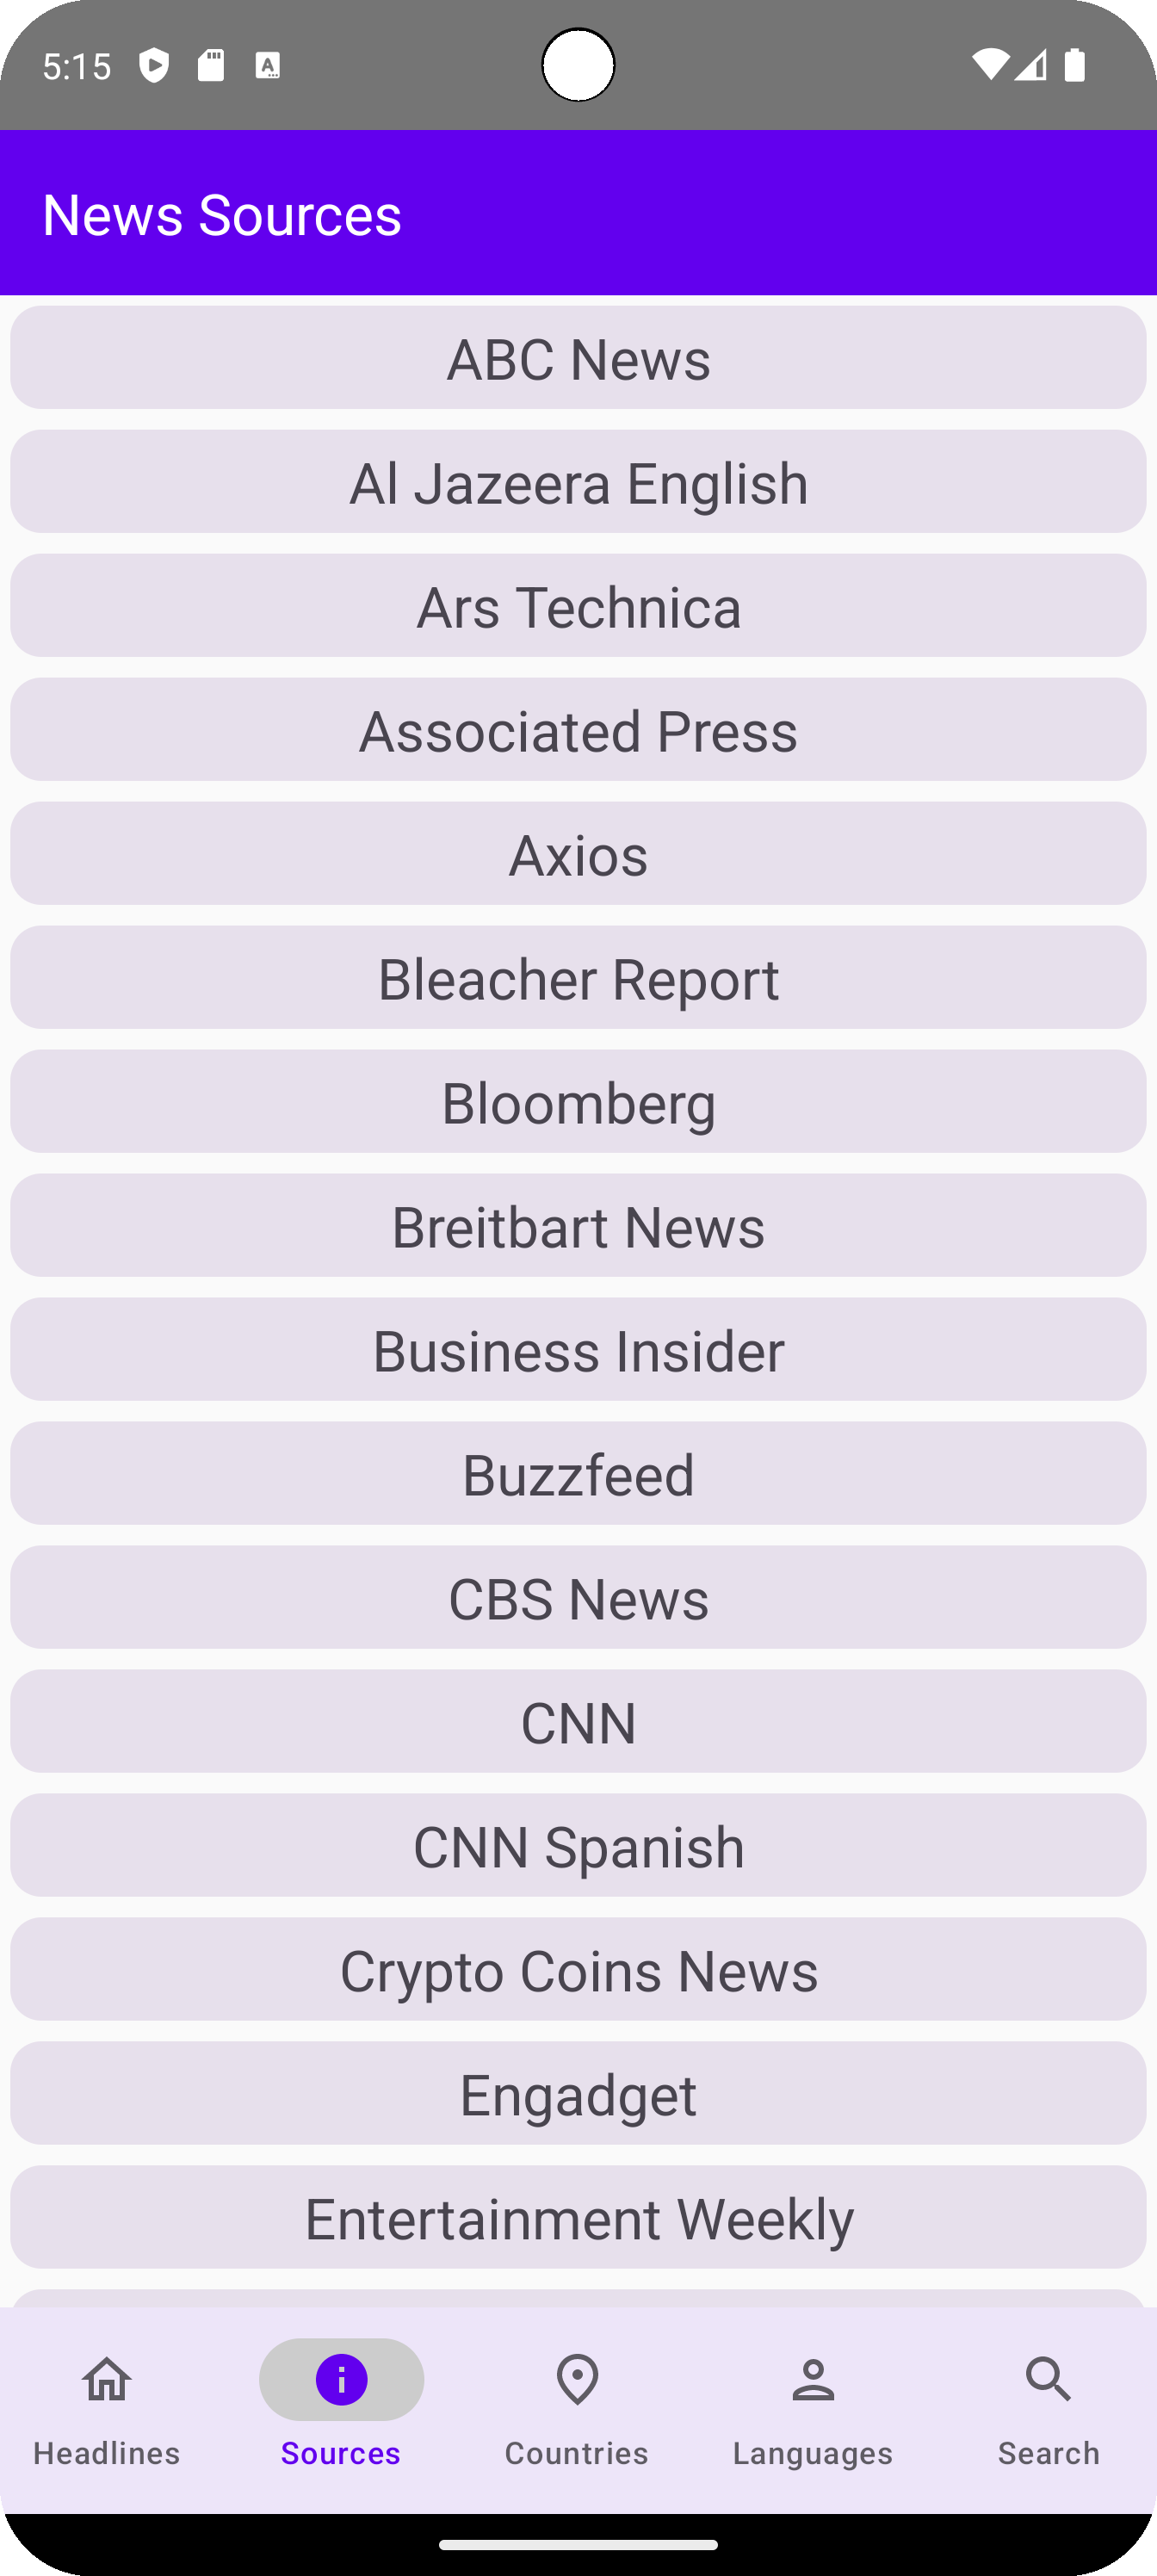 5:15
News Sources
ABC News
Al Jazeera English
Ars Technica
Associated Press
Axios
Bleacher Report
Bloomberg
Breitbart News
Business Insider
Buzzfeed
CBS News
CNN
CNN Spanish
Crypto Coins News
Engadget
Entertainment Weekly
Headlines
Sources
Countries
Languages
Search